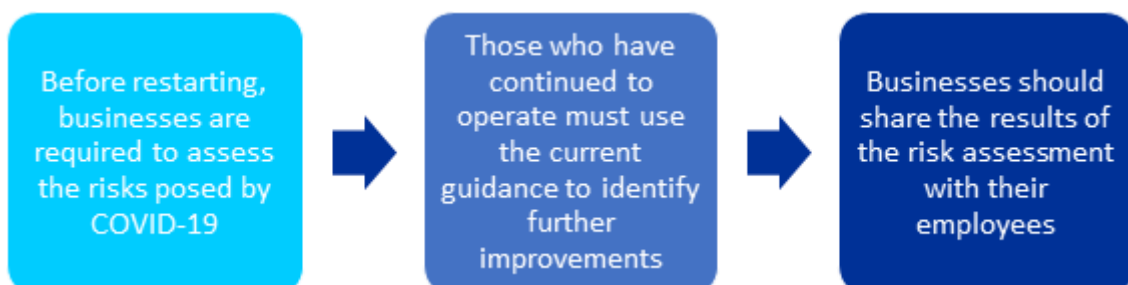 Before restarting,
businesses are
required to assess
the risks posed by
COVID-19
Those who have
continued to
operate must use
the current
guidance to identify
further
improvements
Businesses should
share the results of
the risk assessment
with their
employees